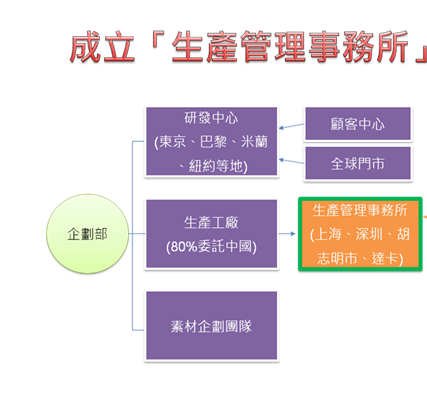 成立「生產管理事務所」
研發中心
(東京、巴黎、米蘭
、紐約等地)
顧客中心
全球門市
企劃部
生產工廠
(80%委託中國)
生產管理事務所
(上海、深圳、胡
志明市、達卡)
素材企劃團隊